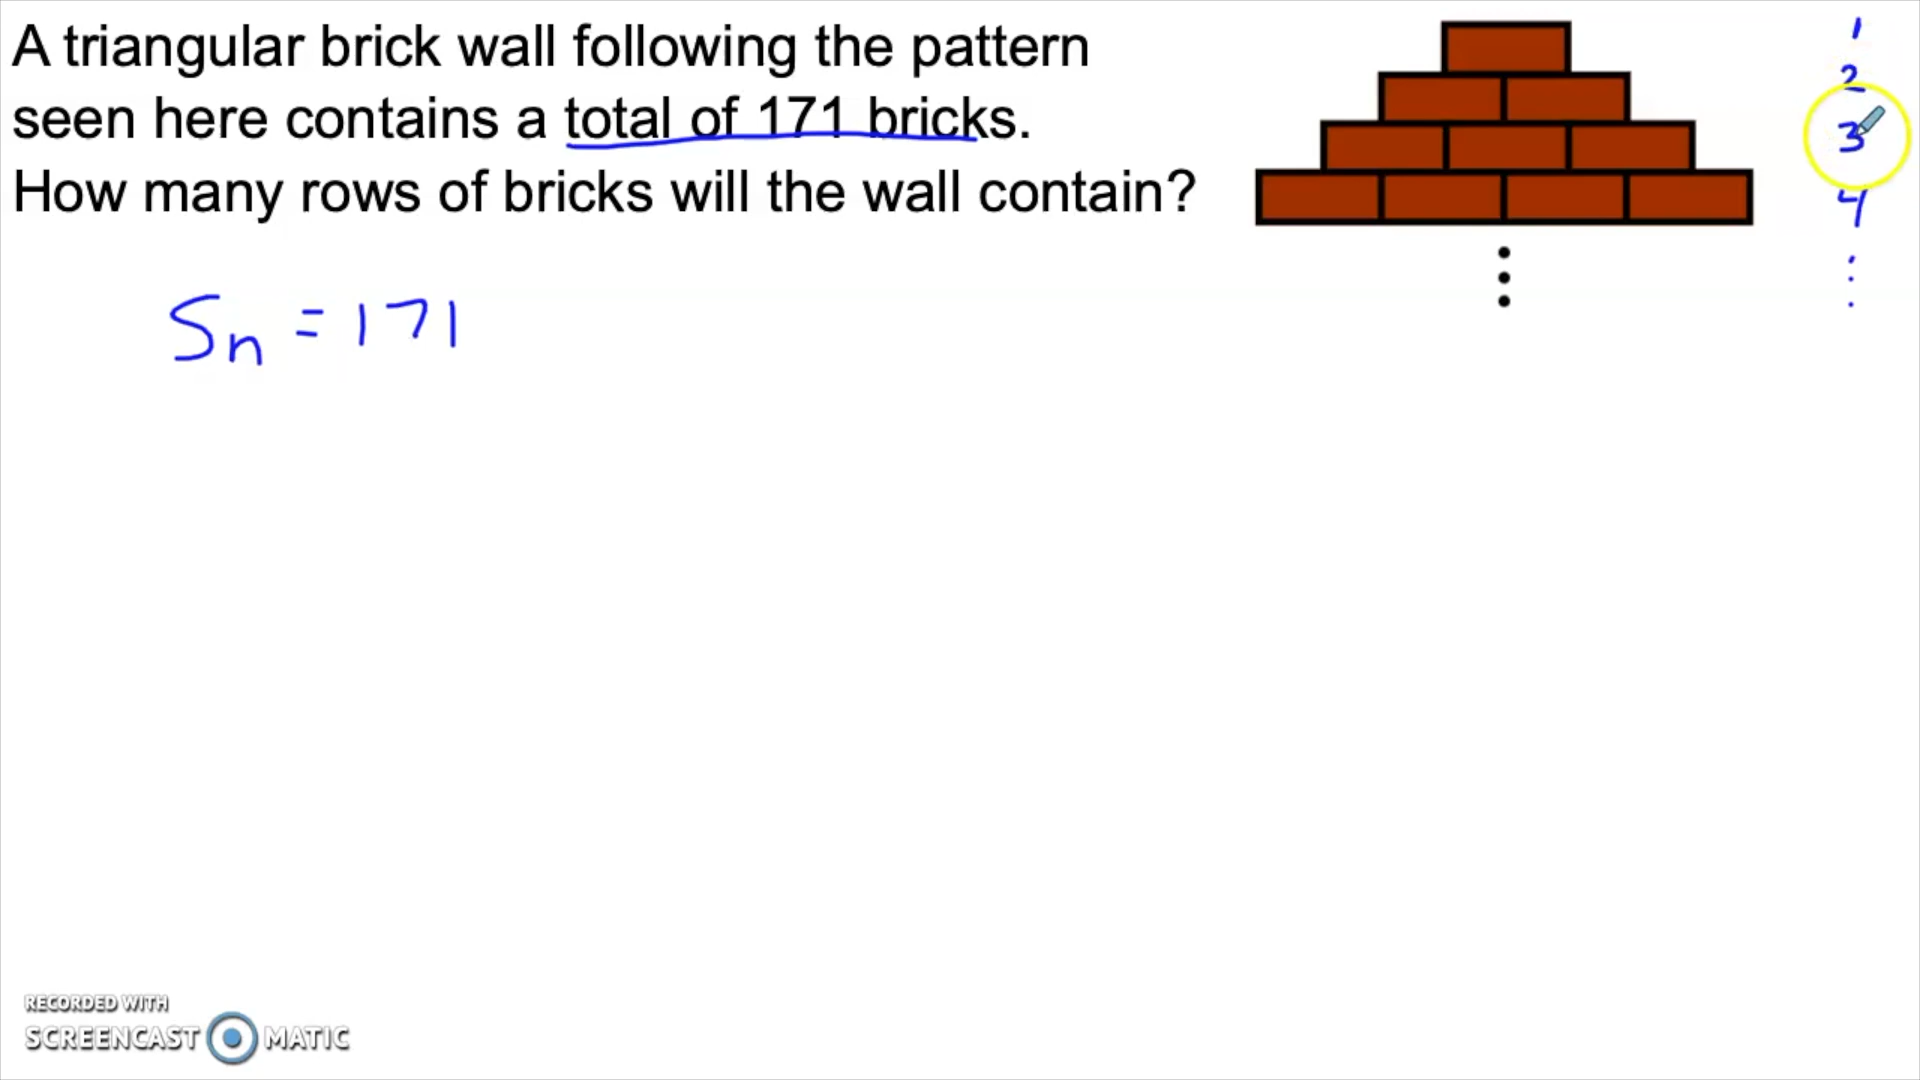 A triangular brick wall following the pattern
seen here contains a total of 171 bricks.
How many rows of bricks will the wall contain?
1
2
3
4
⋮
Sn = 171
RECORDED WITH
SCREENCAST MATIC